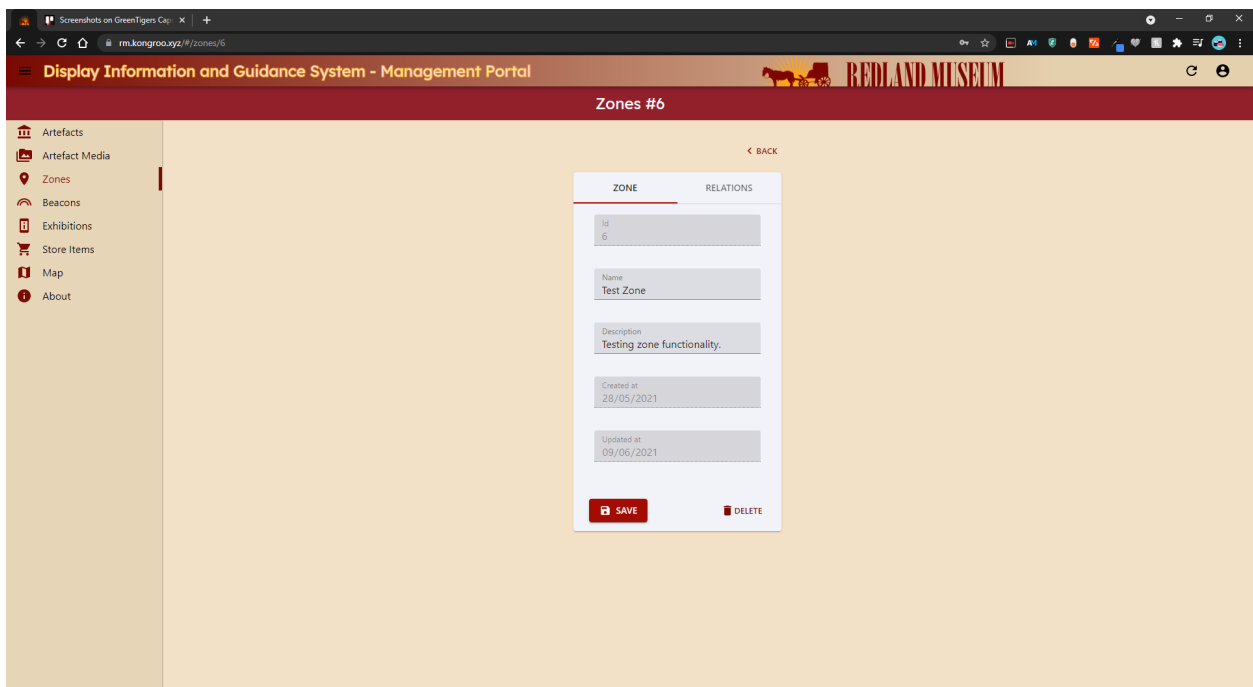 Screenshots on GreenTigers Cap
rm.kongroo.xyz/#/zones/6
Display Information and Guidance System - Management Portal
REDLAND MUSEUM
Zones #6
Artefacts
Artefact Media
Zones
Beacons
Exhibitions
Store Items
Map
About
BACK
ZONE
RELATIONS
Id
6
Name
Test Zone
Description
Testing zone functionality.
Created at
28/05/2021
Updated at
09/06/2021
SAVE
DELETE